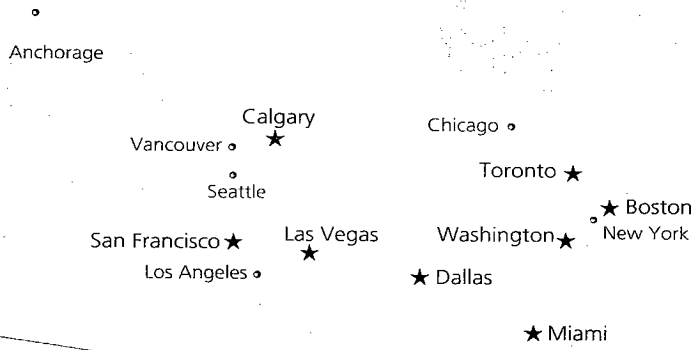 Anchorage
Calgary
Chicago
Vancouver
Toronto
Seattle
Boston
San Francisco
Las Vegas
Washington
New York
Los Angeles
Dallas
Miami